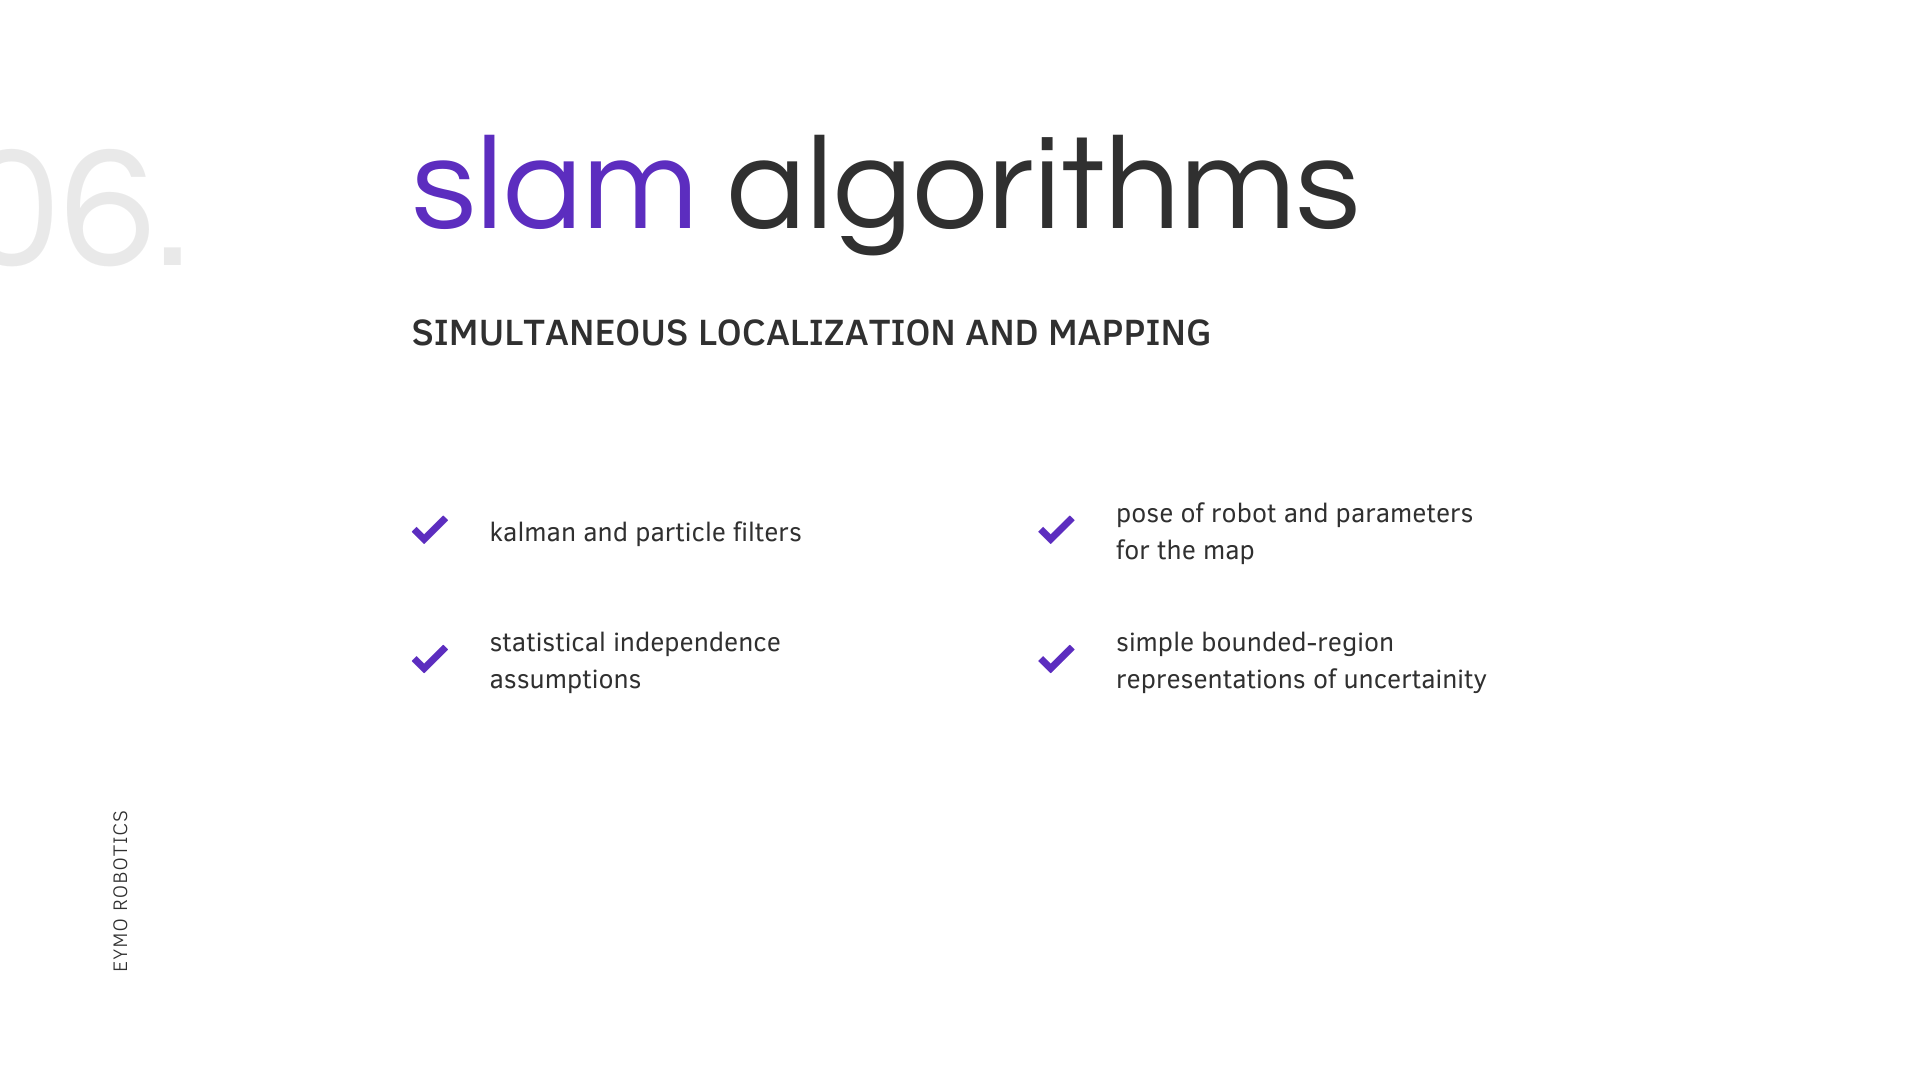 06.
slam algorithms
SIMULTANEOUS LOCALIZATION AND MAPPING
kalman and particle filters
statistical independence
assumptions
pose of robot and parameters
for the map
simple bounded-region
representations of uncertainity
EYMO ROBOTICS